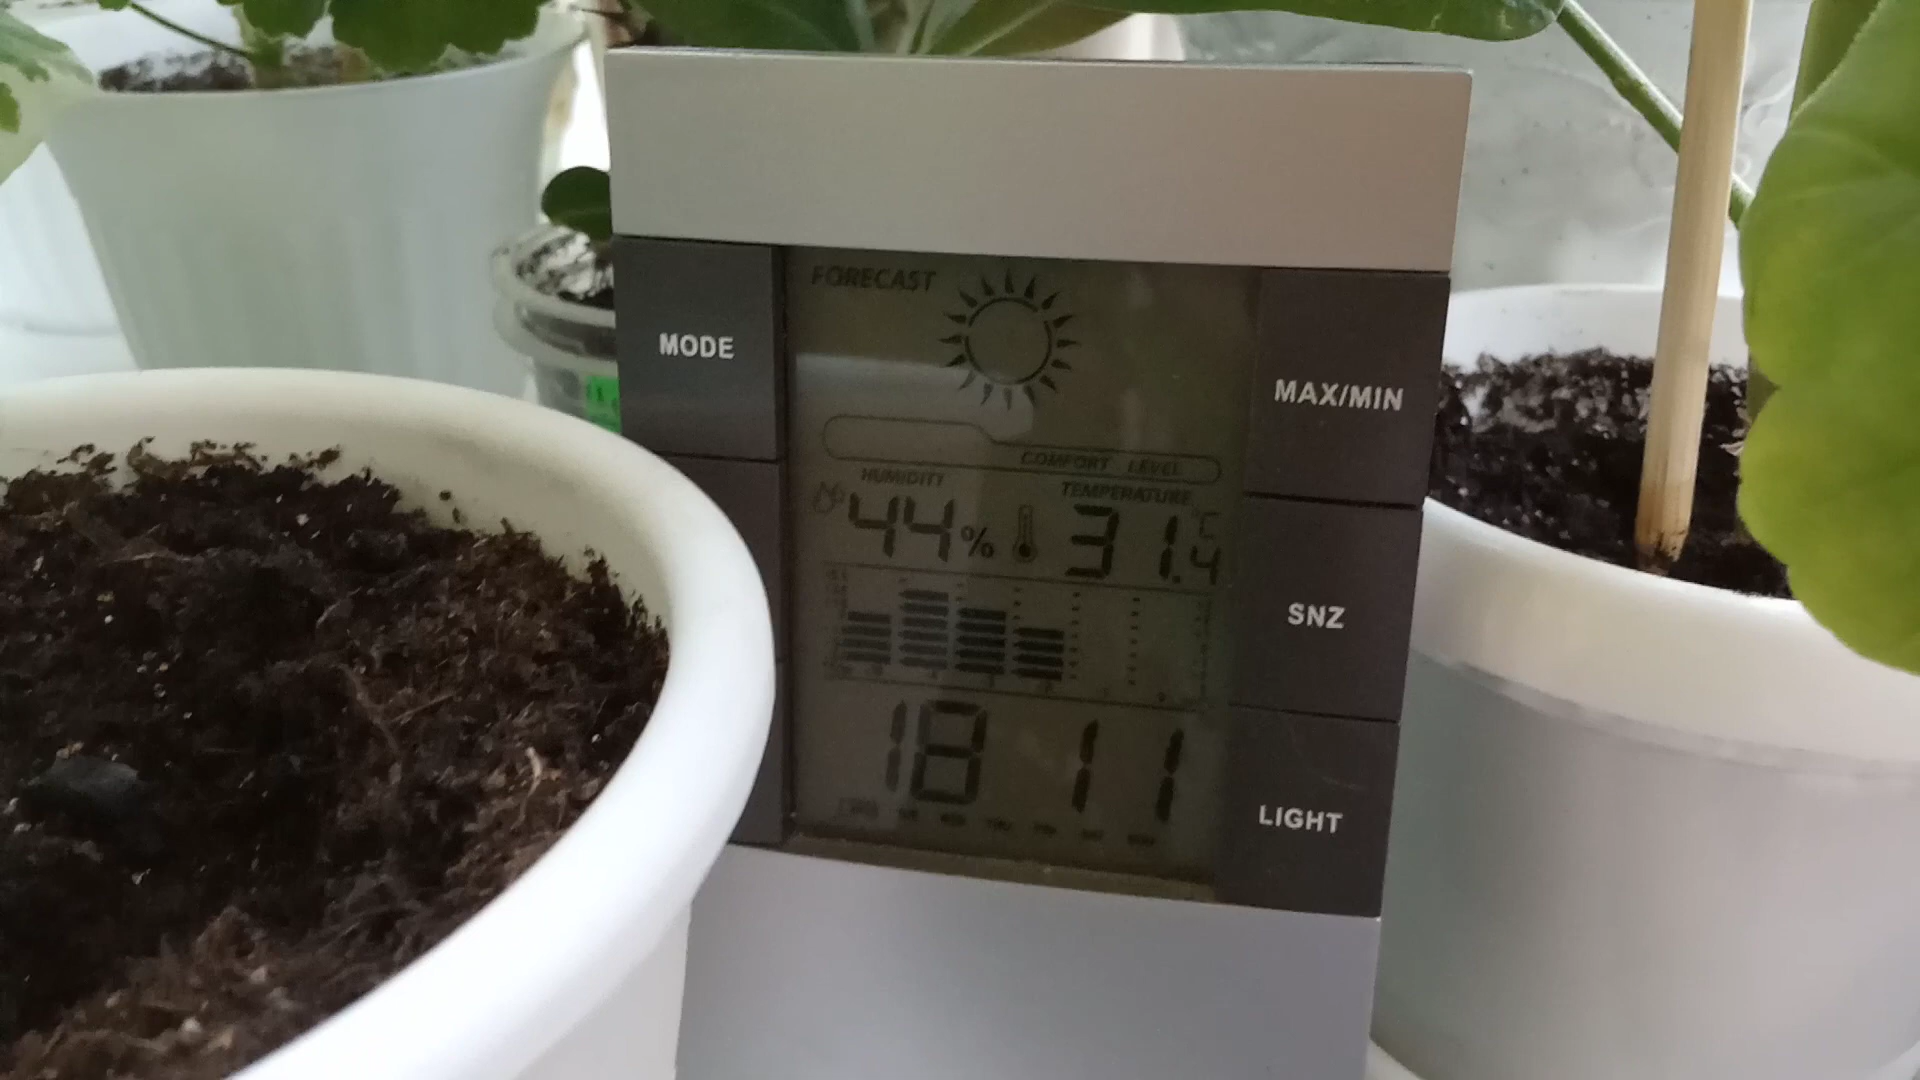 FORECAST
MODE
MAX/MIN
COMFORT LEVEL
HUMIDITY
TEMPERATURE
44% 31.4 °C
SNZ
18 11
LIGHT